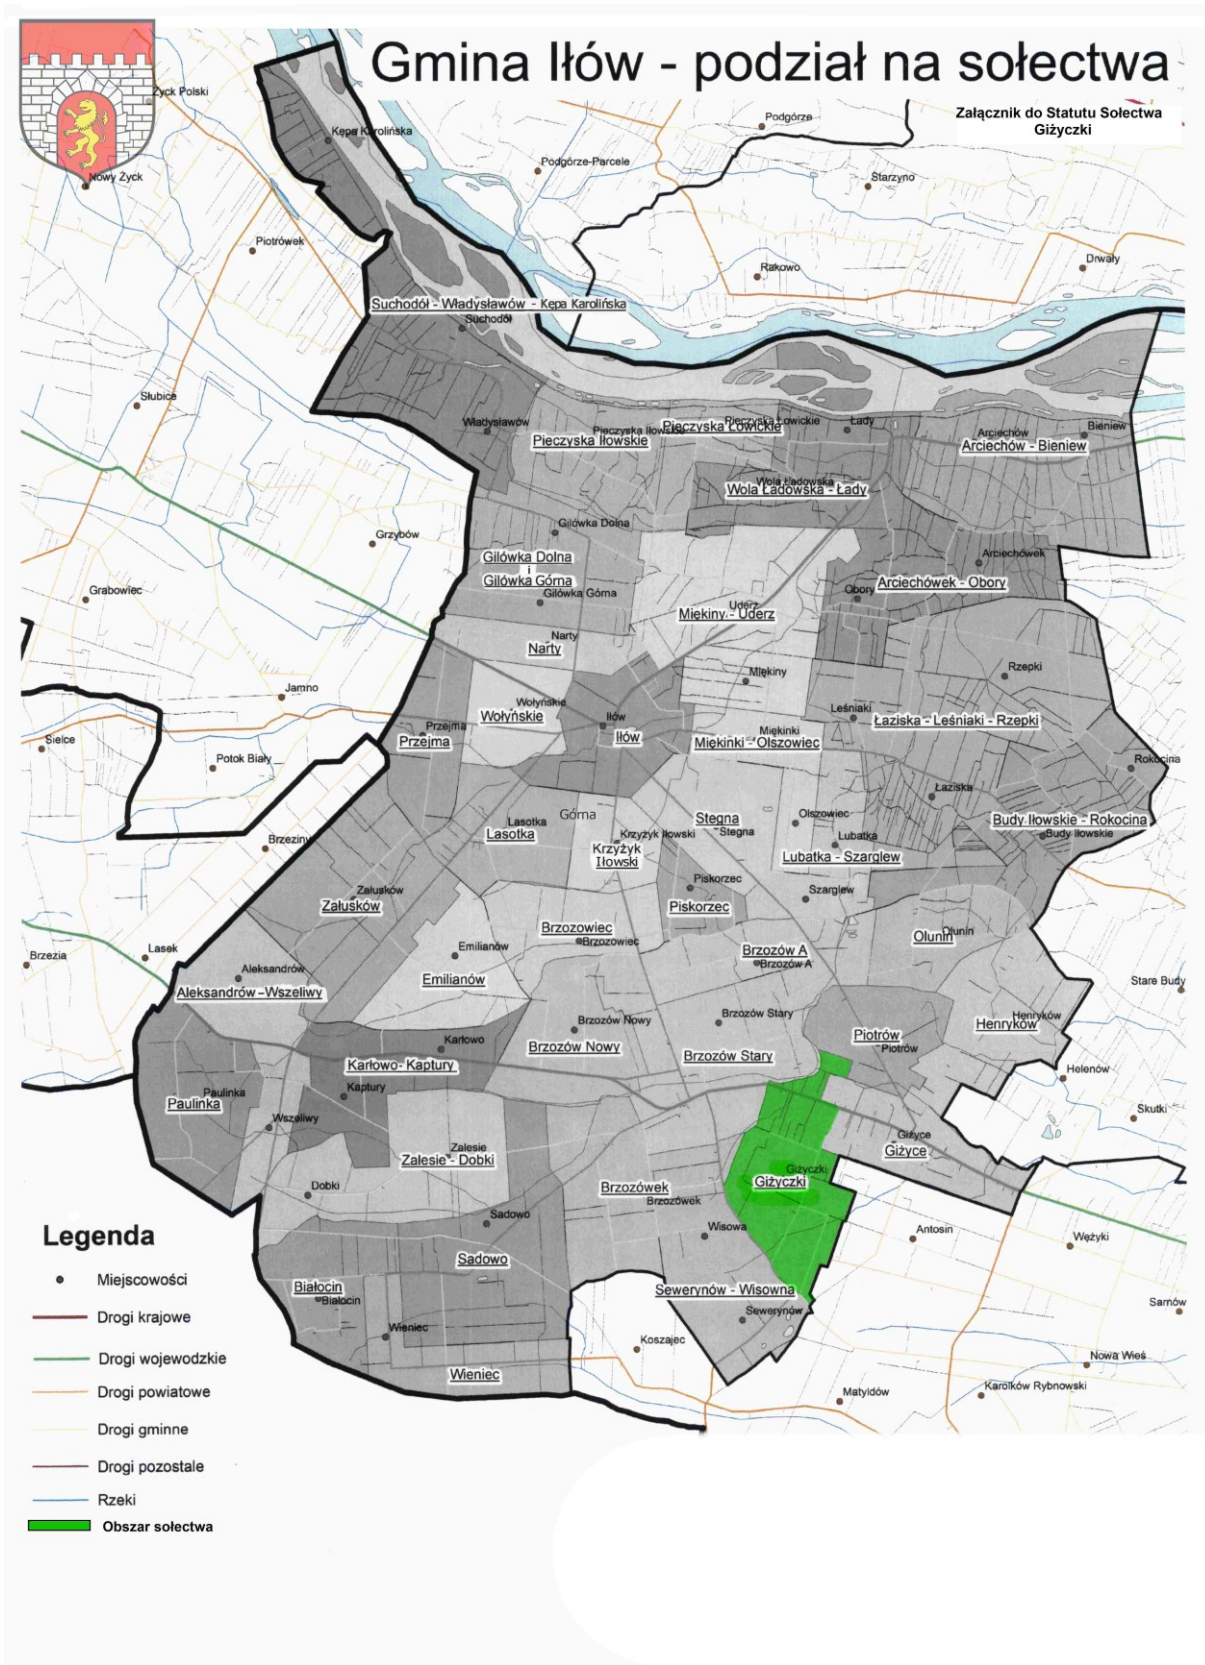 Gmina Iłów - podział na sołectwa
Załącznik do Statutu Sołectwa
Giżyczki
Życk Polski
Nowy Życk
Kępa Karolińska
Podgórze
Podgórze-Parcele
Starzyno
Piotrówek
Rakowo
Drwały
Suchodół - Władysławów - Kępa Karolińska
Suchodół
Słubice
Władysławów
Pieczyska Iłowskie
Pieczyska Iłowskie
Pieczyska Łowickie
Pieczyska Łowickie
Łady
Arciechów
Bieniew
Arciechów - Bieniew
Wola Ładowska
Wola Ładowska - Łady
Gilówka Dolna
Grzybów
Gilówka Dolna
i
Gilówka Górna
Gilówka Górna
Arciechówek
Arciechówek - Obory
Obory
Grabowiec
Uderz
Miękiny - Uderz
Narty
Narty
Miękiny
Rzepki
Jamno
Wołyńskie
Wołyńskie
Iłów
Iłów
Leśniaki
Łaziska - Leśniaki - Rzepki
Przejma
Przejma
Miękinki
Miękinki - Olszowiec
Sielce
Potok Biały
Rokocina
Łaziska
Górna
Lasotka
Lasotka
Stegna
Stegna
Olszowiec
Budy Iłowskie - Rokocina
Budy Iłowskie
Brzeziny
Krzyżyk Iłowski
Krzyżyk
Iłowski
Lubatka
Lubatka - Szarglew
Załusków
Załusków
Piskorzec
Piskorzec
Szarglew
Brzozowiec
Brzozowiec
Olunin
Olunin
Emilianów
Emilianów
Brzozów A
Brzozów A
Brzezia
Lasek
Aleksandrów
Aleksandrów - Wszeliwy
Stare Budy
Brzozów Nowy
Brzozów Nowy
Brzozów Stary
Brzozów Stary
Henryków
Henryków
Piotrów
Piotrów
Karłowo
Karłowo - Kaptury
Kaptury
Helenów
Paulinka
Paulinka
Wszeliwy
Skutki
Giżyce
Giżyce
Zalesie
Zalesie - Dobki
Giżyczki
Giżyczki
Dobki
Brzozówek
Brzozówek
Sadowo
Sadowo
Wisowa
Antosin
Wężyki
Białocin
Białocin
Sewerynów - Wisowna
Sewerynów
Sarnów
Wieniec
Wieniec
Koszajec
Nowa Wieś
Matyldów
Karolków Rybnowski
Legenda
Miejscowości
Drogi krajowe
Drogi wojewodzkie
Drogi powiatowe
Drogi gminne
Drogi pozostale
Rzeki
Obszar sołectwa